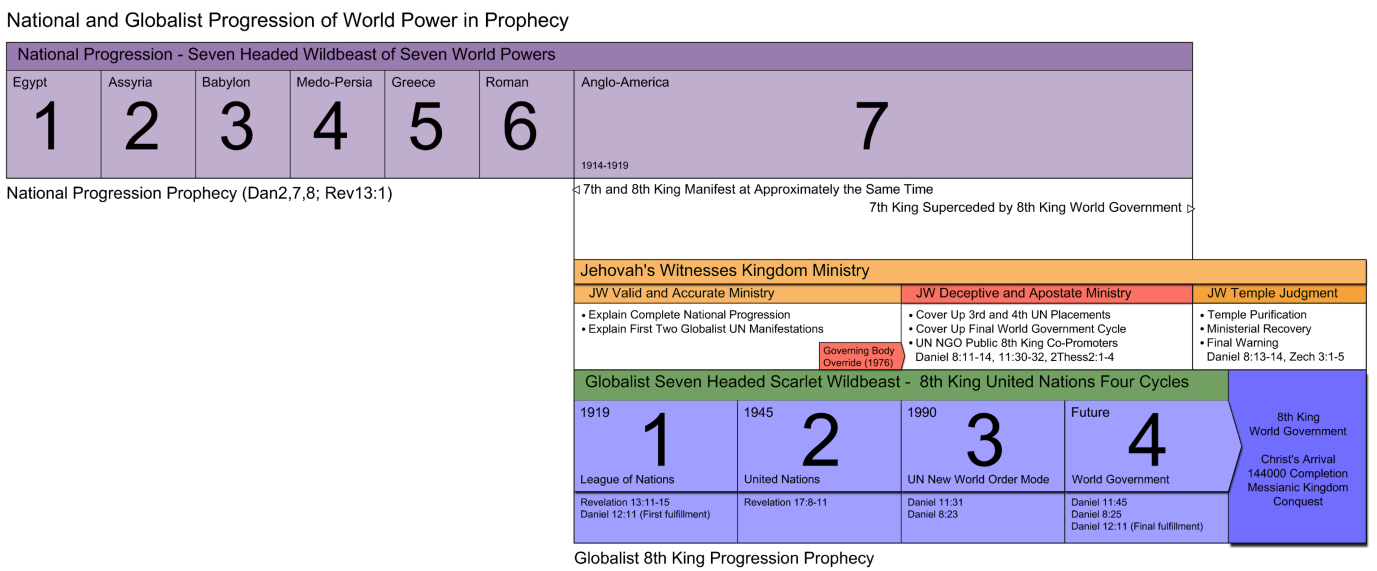 National and Globalist Progression of World Power in Prophecy
National Progression - Seven Headed Wildbeast of Seven World Powers
Egypt
1
Assyria
2
Babylon
3
Medo-Persia
4
Greece
5
Roman
6
Anglo-America
7
1914-1919
National Progression Prophecy (Dan2,7,8; Rev13:1)
7th and 8th King Manifest at Approximately the Same Time
7th King Superceded by 8th King World Government
Jehovah's Witnesses Kingdom Ministry
JW Valid and Accurate Ministry
• Explain Complete National Progression
• Explain First Two Globalist UN Manifestations
Governing Body
Override (1976)
JW Deceptive and Apostate Ministry
• Cover Up 3rd and 4th UN Placements
• Cover Up Final World Government Cycle
• UN NGO Public 8th King Co-Promoters
Daniel 8:11-14, 11:30-32, 2Thess2:1-4
JW Temple Judgment
• Temple Purification
• Ministerial Recovery
• Final Warning
Daniel 8:13-14, Zech 3:1-5
Globalist Seven Headed Scarlet Wildbeast - 8th King United Nations Four Cycles
1919
1
League of Nations
Revelation 13:11-15
Daniel 12:11 (First fulfillment)
1945
2
United Nations
Revelation 17:8-11
1990
3
UN New World Order Mode
Daniel 11:31
Daniel 8:23
Future
4
World Government
Daniel 11:45
Daniel 8:25
Daniel 12:11 (Final fulfillment)
8th King
World Government
Christ's Arrival
144000 Completion
Messianic Kingdom
Conquest
Globalist 8th King Progression Prophecy